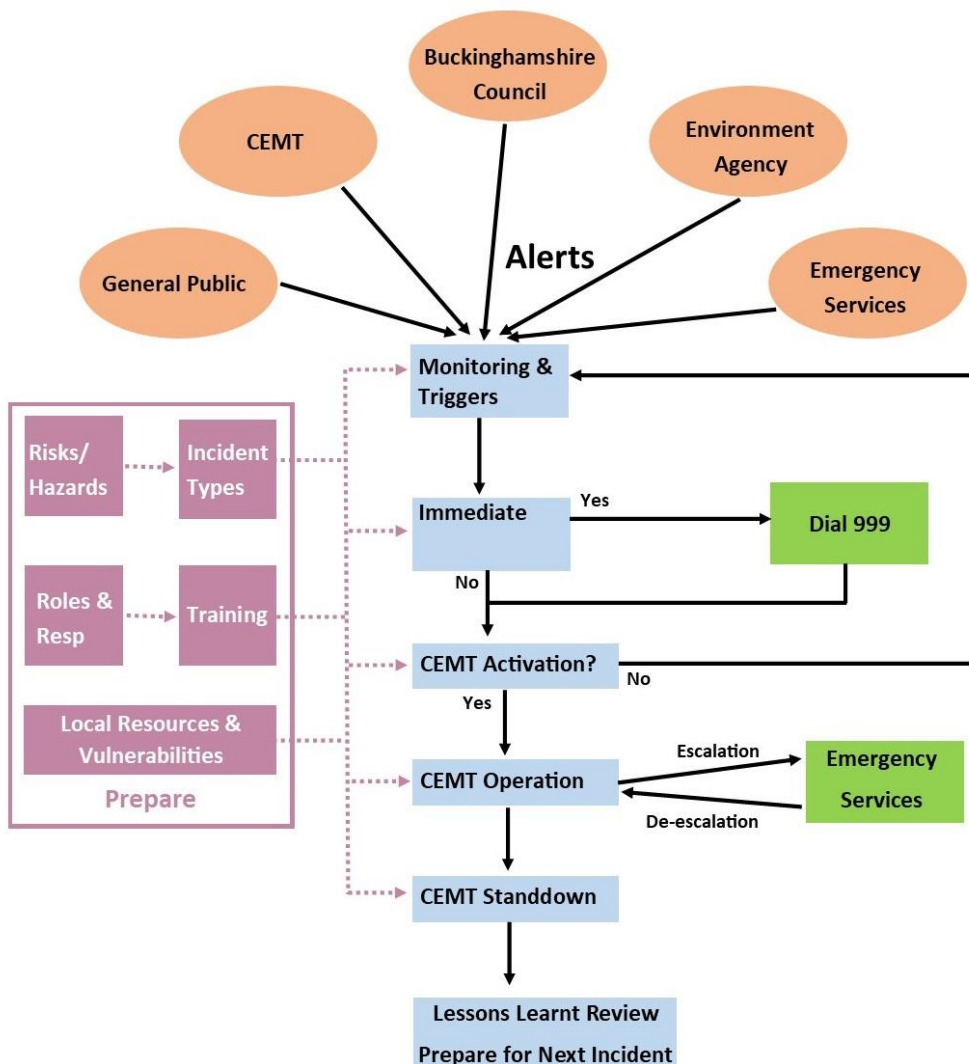 Buckinghamshire
Council
CEMT
Environment
Agency
General Public
Alerts
Emergency
Services
Monitoring &
Triggers
Risks/
Hazards
Incident
Types
Immediate
Yes
Dial 999
No
Roles &
Resp
Training
CEMT Activation?
No
Yes
Local Resources &
Vulnerabilities
Prepare
CEMT Operation
Escalation
De-escalation
Emergency
Services
CEMT Standdown
Lessons Learnt Review
Prepare for Next Incident